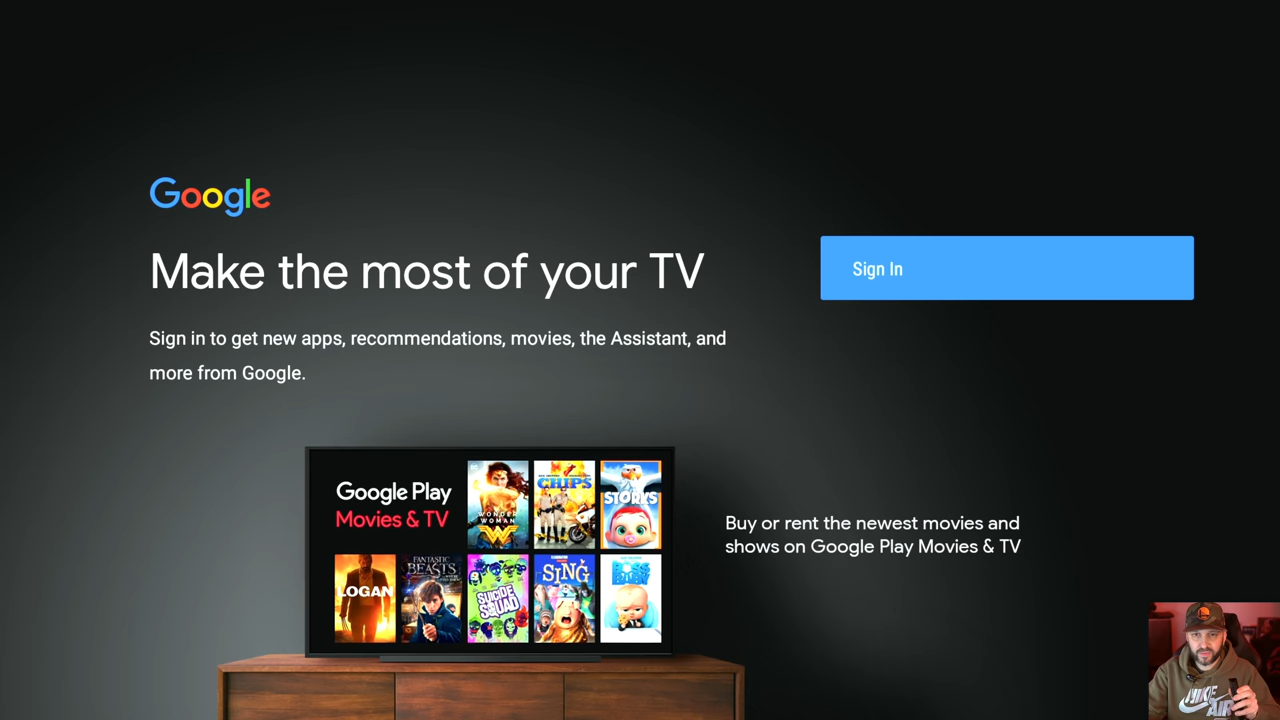 Google
Make the most of your TV
Sign in to get new apps, recommendations, movies, the Assistant, and
more from Google.
Sign In
Google Play
Movies & TV
WONDER
WOMAN
CHIPS
STORKS
LOGAN
FANTASTIC
BEASTS
SUICIDE
SQUAD
SING
BOSS
BABY
Buy or rent the newest movies and
shows on Google Play Movies & TV
NIKE
AIR